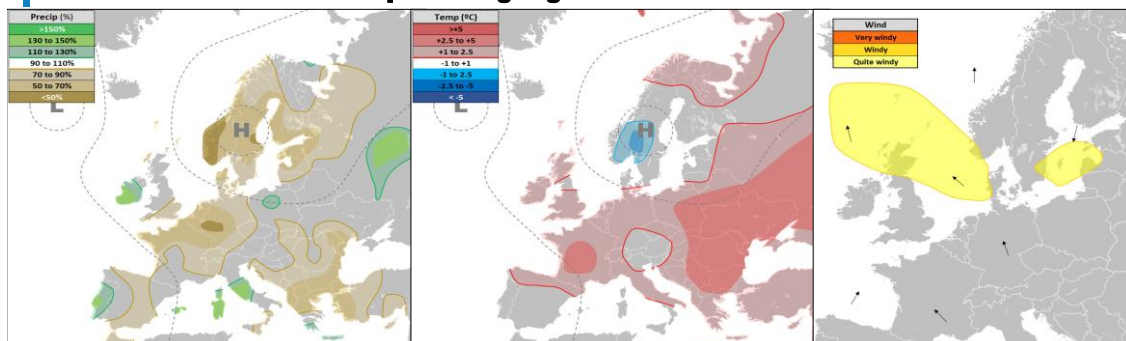 Precip (%)
>150%
130 to 150%
110 to 130%
90 to 110%
70 to 90%
50 to 70%
<50%
L
H
Temp (ºC)
>+5
+2.5 to +5
+1 to 2.5
-1 to +1
-1 to 2.5
-2.5 to -5
< -5
L
H
Wind
Very windy
Windy
Quite windy